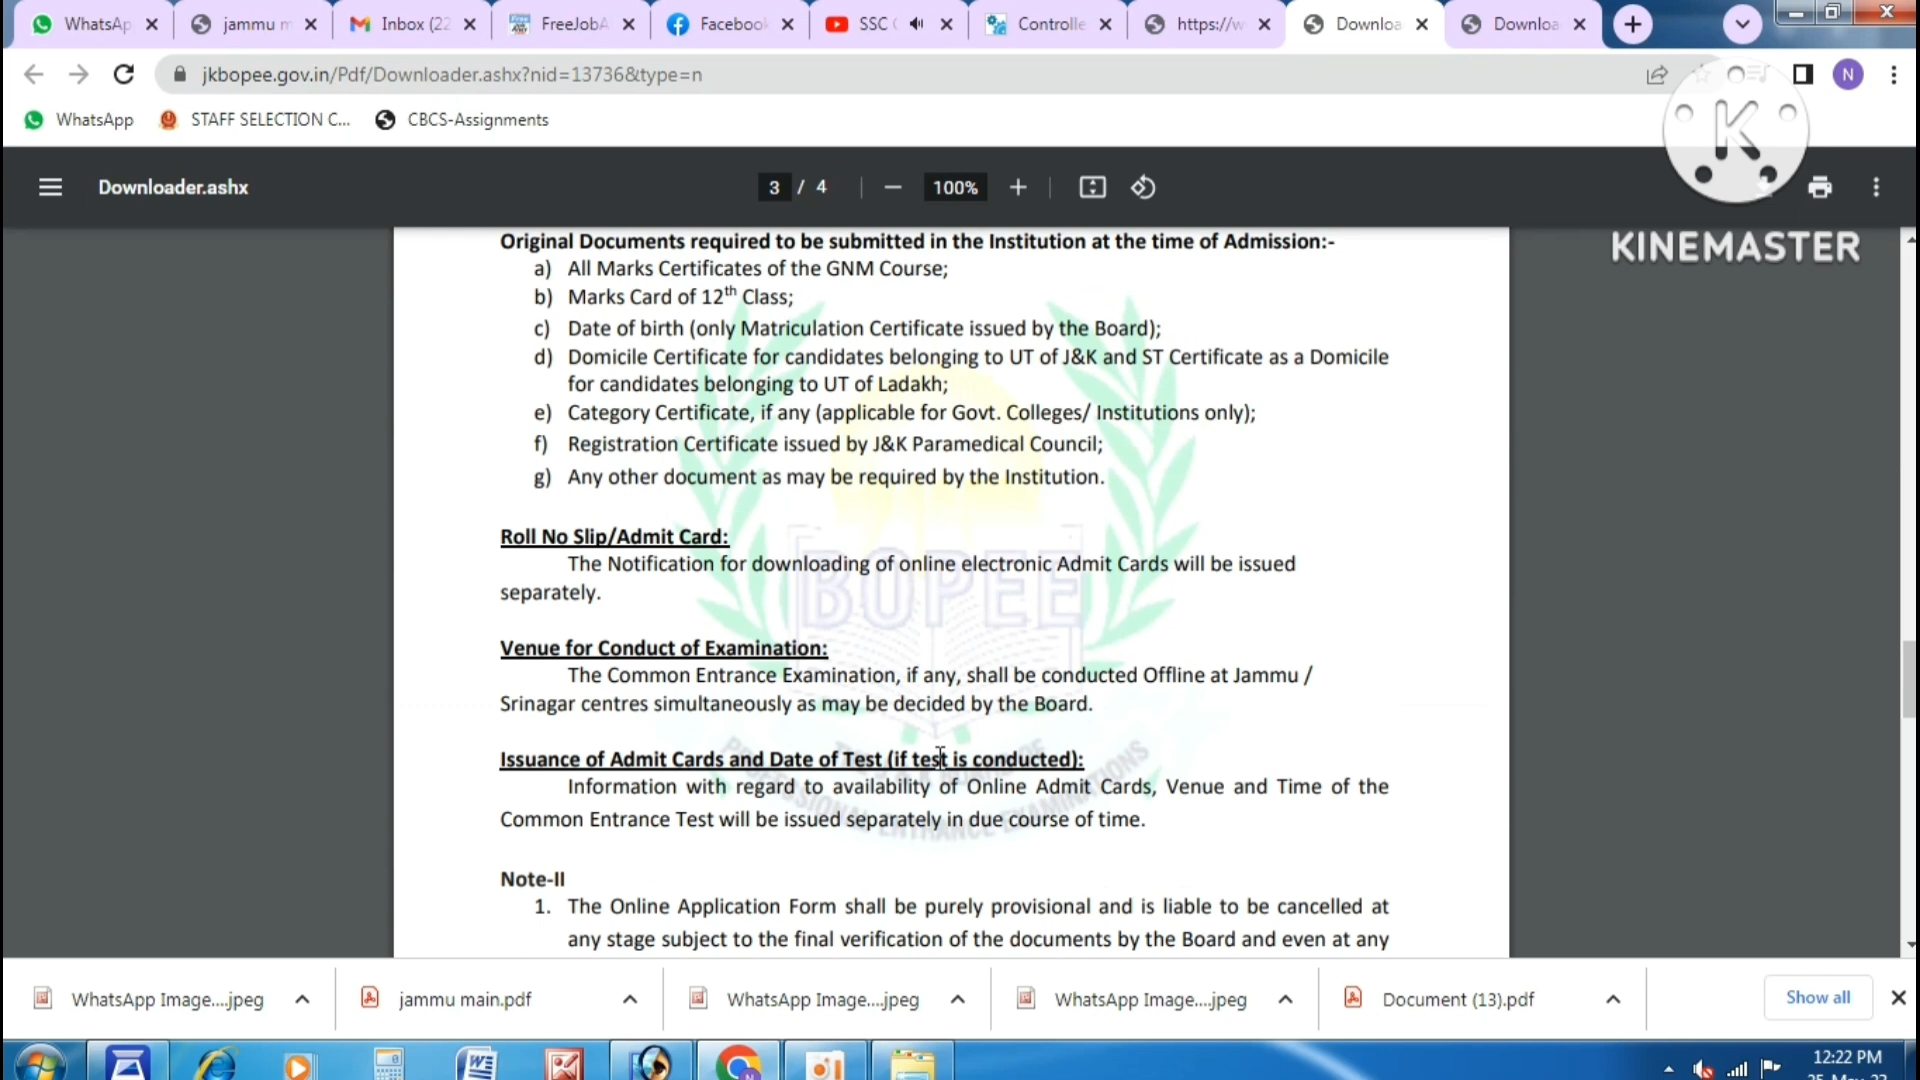 WhatsAp jammu m Inbox (22 FreeJobA Facebook SSC Controlle https://w Downloa Downloa
jkbopee.gov.in/Pdf/Downloader.ashx?nid=13736&type=n N
WhatsApp STAFF SELECTION C... CBCS-Assignments
K
KINEMASTER
Downloader.ashx 3 / 4 100%
Original Documents required to be submitted in the Institution at the time of Admission:-
a) All Marks Certificates of the GNM Course;
b) Marks Card of 12th Class;
c) Date of birth (only Matriculation Certificate issued by the Board);
d) Domicile Certificate for candidates belonging to UT of J&K and ST Certificate as a Domicile
for candidates belonging to UT of Ladakh;
e) Category Certificate, if any (applicable for Govt. Colleges/ Institutions only);
f) Registration Certificate issued by J&K Paramedical Council;
g) Any other document as may be required by the Institution.
Roll No Slip/Admit Card:
The Notification for downloading of online electronic Admit Cards will be issued
separately.
BOPEE
Venue for Conduct of Examination:
The Common Entrance Examination, if any, shall be conducted Offline at Jammu /
Srinagar centres simultaneously as may be decided by the Board.
Issuance of Admit Cards and Date of Test (if test is conducted):
Information with regard to availability of Online Admit Cards, Venue and Time of the
Common Entrance Test will be issued separately in due course of time.
Note-II
1. The Online Application Form shall be purely provisional and is liable to be cancelled at
any stage subject to the final verification of the documents by the Board and even at any
WhatsApp Image....jpeg jammu main.pdf WhatsApp Image....jpeg WhatsApp Image....jpeg Document (13).pdf Show all
12:22 PM